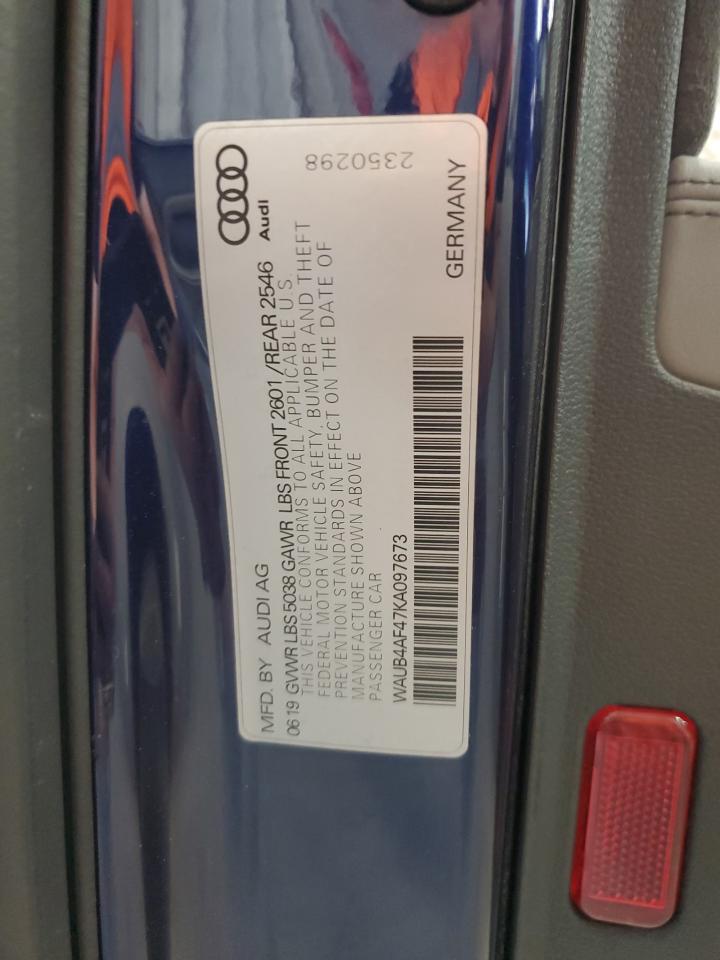 MFD. BY AUDI AG
Audi
0619 GVWR LBS 5038 GAWR LBS FRONT 2601/REAR 2546
THIS VEHICLE CONFORMS TO ALL APPLICABLE U.S.
FEDERAL MOTOR VEHICLE SAFETY, BUMPER AND THEFT
PREVENTION STANDARDS IN EFFECT ON THE DATE OF
MANUFACTURE SHOWN ABOVE
PASSENGER CAR
2350298
WAUB4AF47KA097673
GERMANY